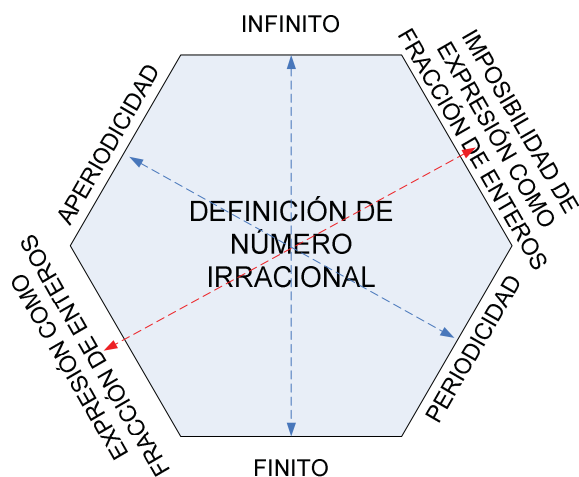 INFINITO
IMPOSIBILIDAD DE
EXPRESIÓN COMO
FRACCIÓN DE ENTEROS
APERIODICIDAD
DEFINICIÓN DE
NÚMERO
IRRACIONAL
EXPRESIÓN COMO
FRACCIÓN DE ENTEROS
PERIODICIDAD
FINITO